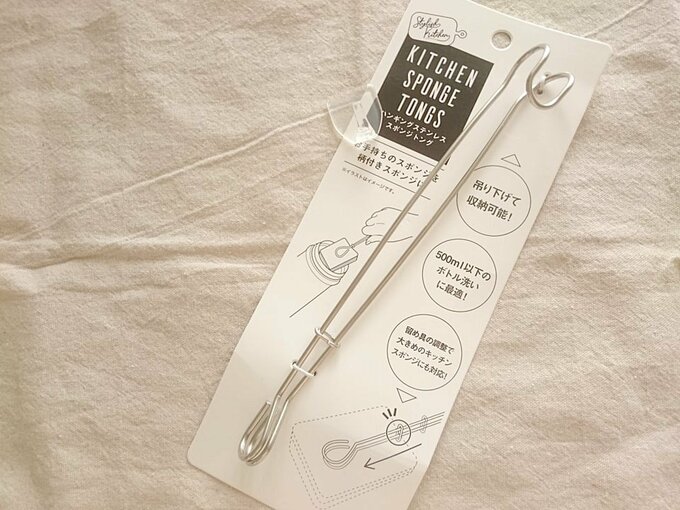 Stylish
Kitchen
KITCHEN
SPONGE
TONGS
ハンギングステンレス
スポンジトング
お手持ちのスポンジを
柄付きスポンジに
※イラストはイメージです。
吊り下げて
収納可能!
500ml以下の
ボトル洗い
に最適!
留め具の調整で
大きめのキッチン
スポンジにも対応!